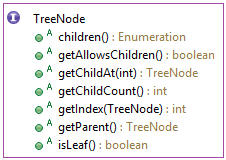 I TreeNode
A children() : Enumeration
A getAllowsChildren() : boolean
A getChildAt(int) : TreeNode
A getChildCount() : int
A getIndex(TreeNode) : int
A getParent() : TreeNode
A isLeaf() : boolean